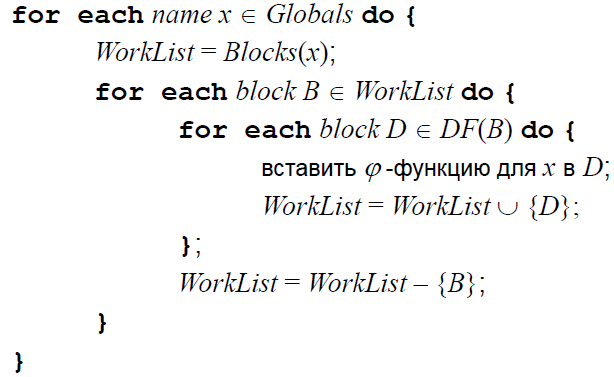 for each name x ∈ Globals do {
WorkList = Blocks(x);
for each block B ∈ WorkList do {
for each block D ∈ DF(B) do {
вставить φ-функцию для x в D;
WorkList = WorkList ∪ {D};
};
WorkList = WorkList – {B};
}
}